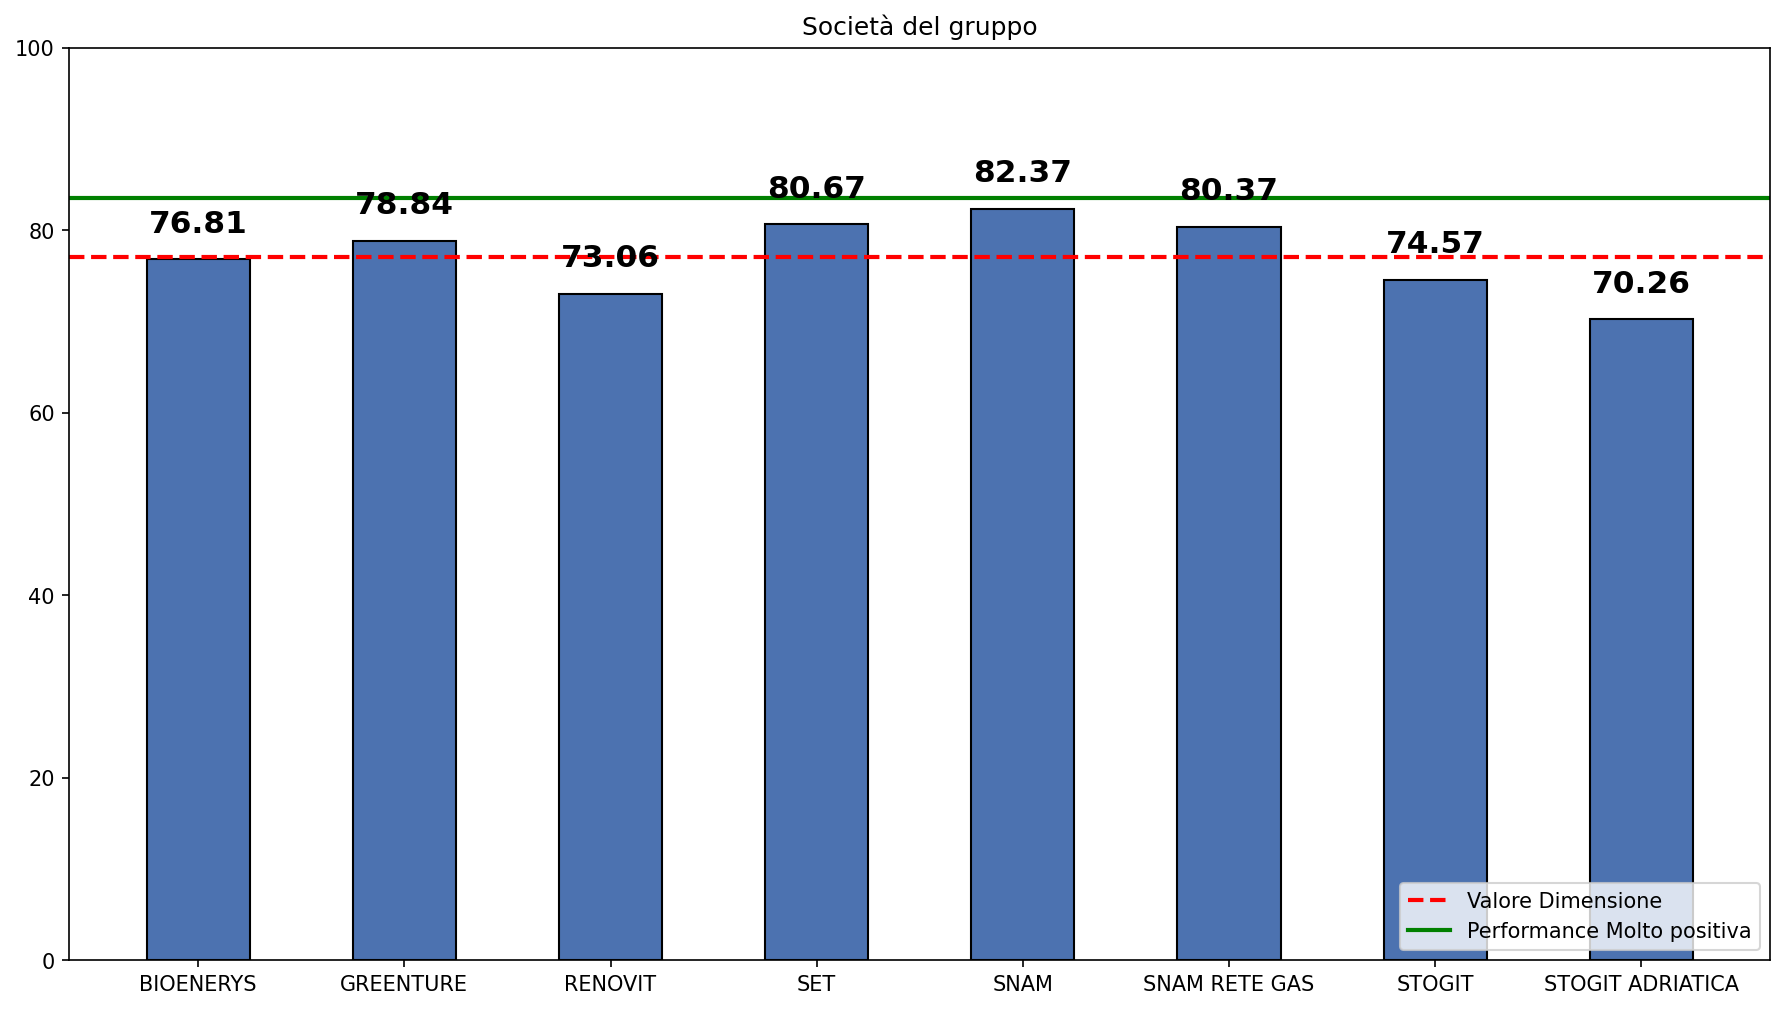 Società del gruppo
100
80
60
40
20
0
76.81
78.84
73.06
80.67
82.37
80.37
74.57
70.26
BIOENERYS
GREENTURE
RENOVIT
SET
SNAM
SNAM RETE GAS
STOGIT
STOGIT ADRIATICA
Valore Dimensione
Performance Molto positiva